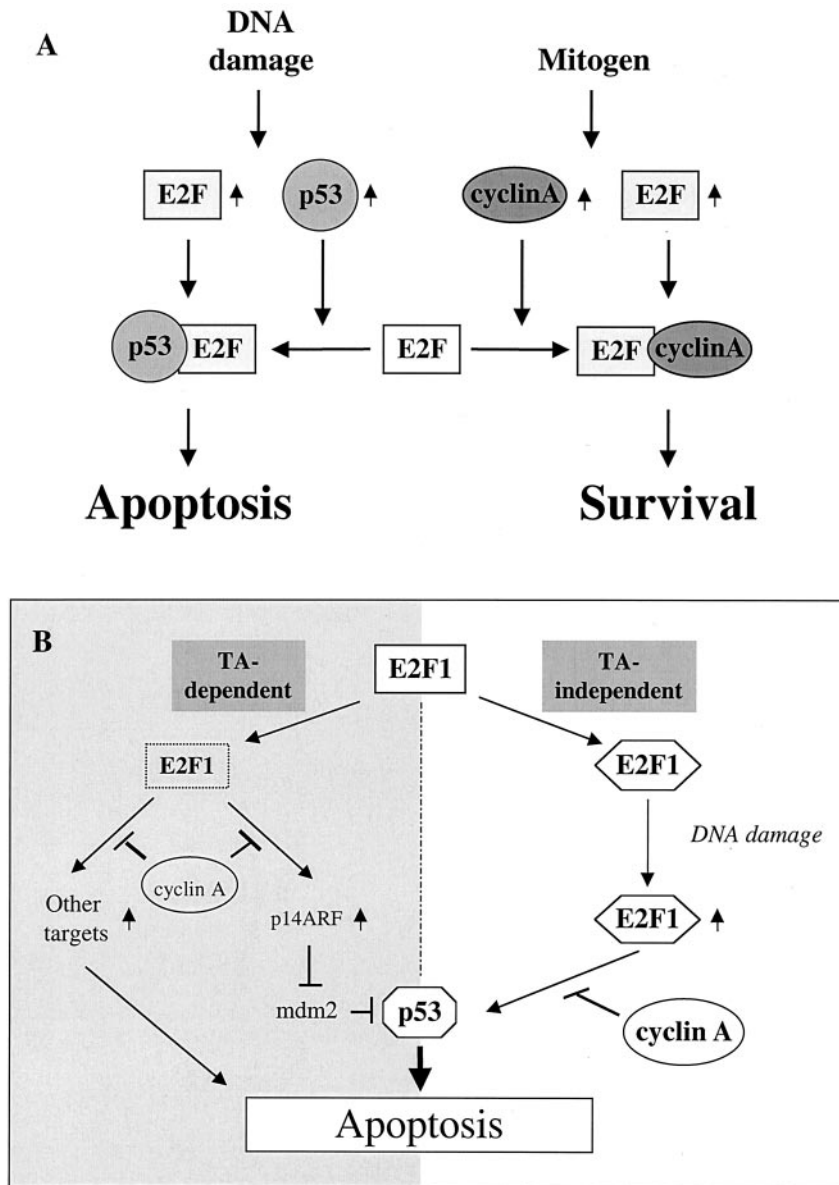 A
DNA
damage
Mitogen
E2F
p53
cyclinA
E2F
p53
E2F
E2F
E2F
cyclinA
Apoptosis
Survival
B
TA-
dependent
E2F1
TA-
independent
E2F1
E2F1
DNA damage
cyclin A
Other
targets
p14ARF
E2F1
mdm2
p53
cyclin A
Apoptosis